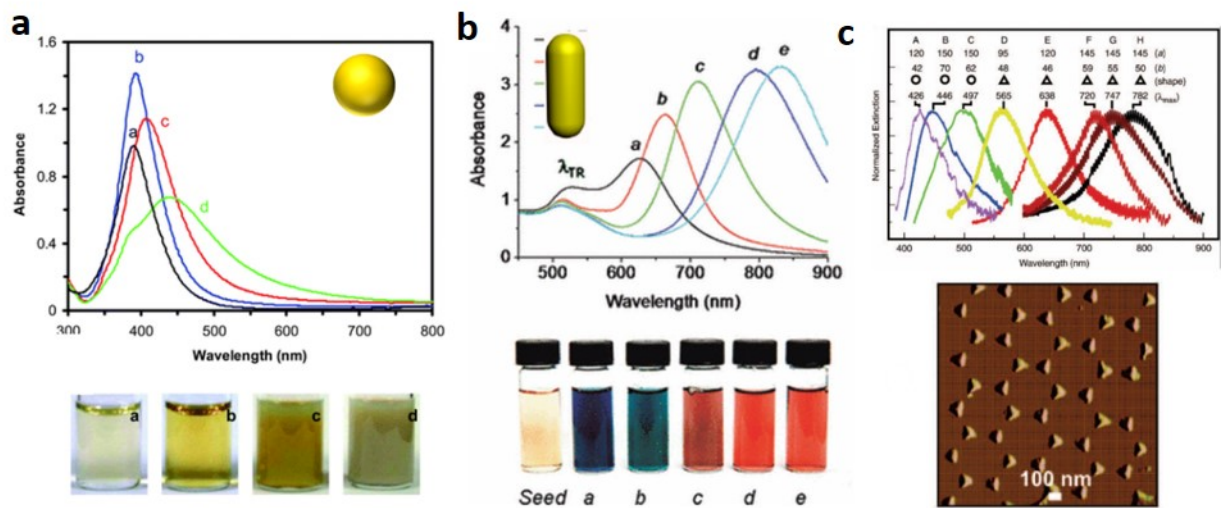 a
1.6
1.2
0.8
0.4
0
Absorbance
b
c
a
d
300 400 500 600 700 800
Wavelength (nm)
a b c d
b
4
3
2
1
0
Absorbance
λTR
a
b
c
d
e
500 600 700 800 900
Wavelength (nm)
Seed a b c d e
c
A B C D E F G H
120 150 150 95 120 145 145 145 (a)
42 70 62 48 46 59 55 50 (b)
(shape)
426 446 497 565 638 720 747 782 (λmax)
Normalized Extinction
400 500 600 700 800 900
Wavelength (nm)
100 nm